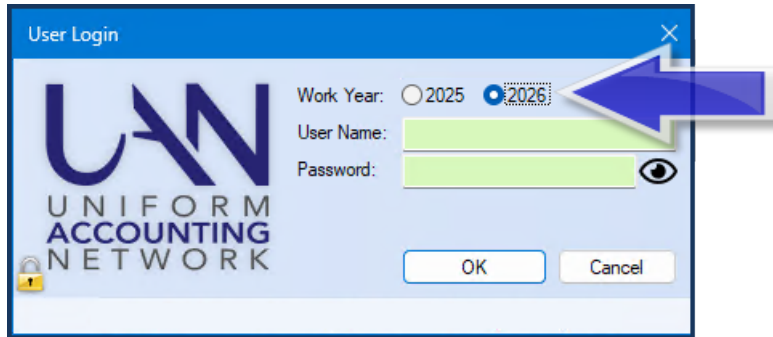 User Login
Work Year: 2025 2026
User Name:
Password:
UAN
UNIFORM
ACCOUNTING
NETWORK
OK Cancel